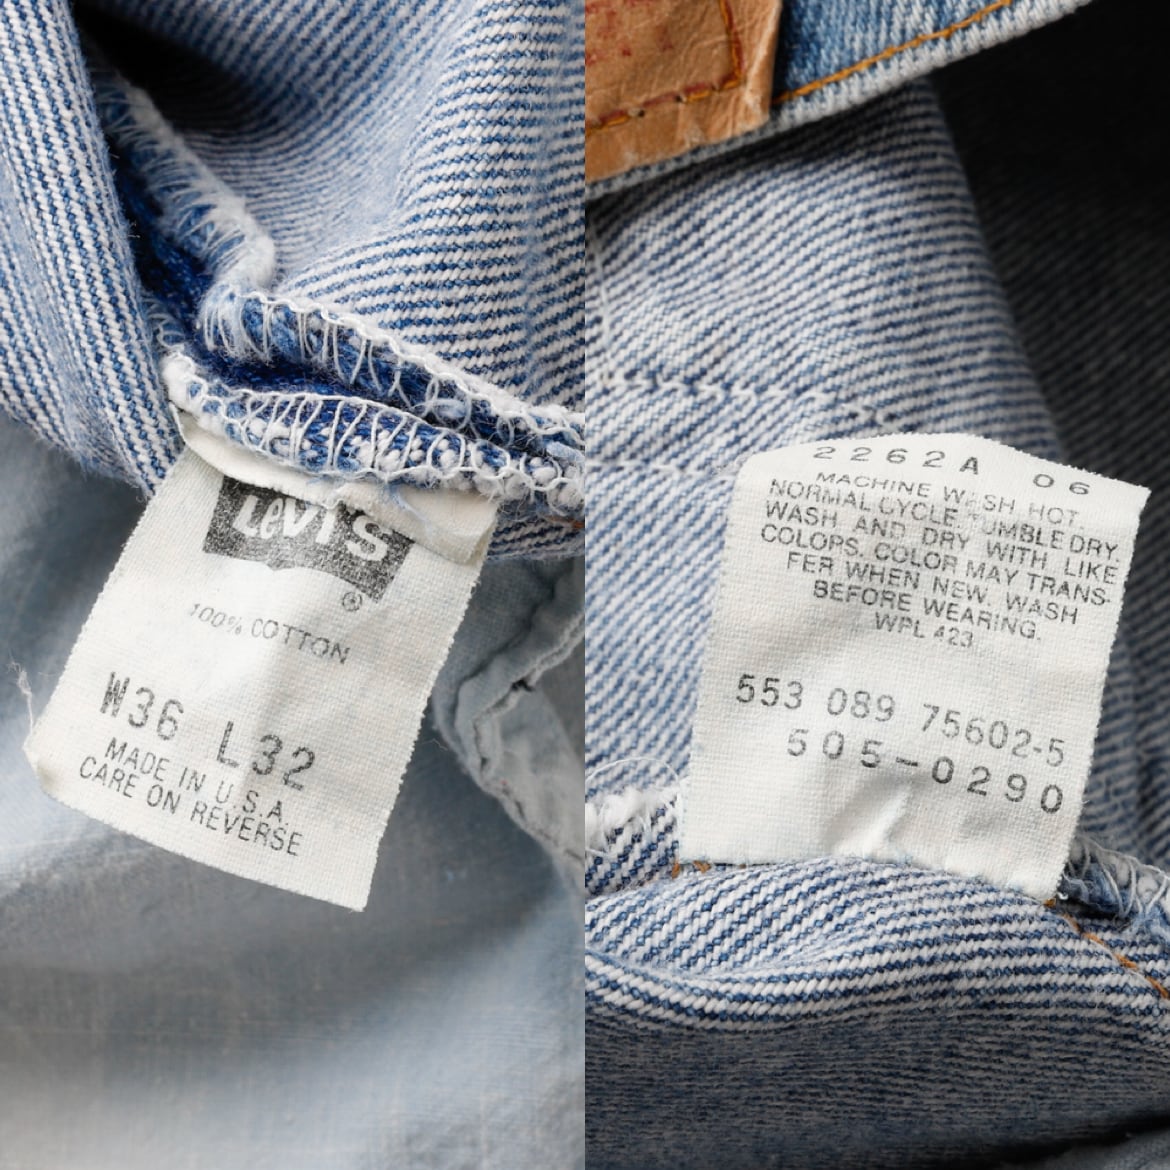 LEVI'S
®
100% COTTON
W36 L32
MADE IN U.S.A.
CARE ON REVERSE
2262A 06
MACHINE WASH HOT.
NORMAL CYCLE. TUMBLE DRY.
WASH AND DRY WITH LIKE
COLOPS. COLOR MAY TRANS-
FER WHEN NEW. WASH
BEFORE WEARING.
WPL 423
553 089 75602-5
505-0290